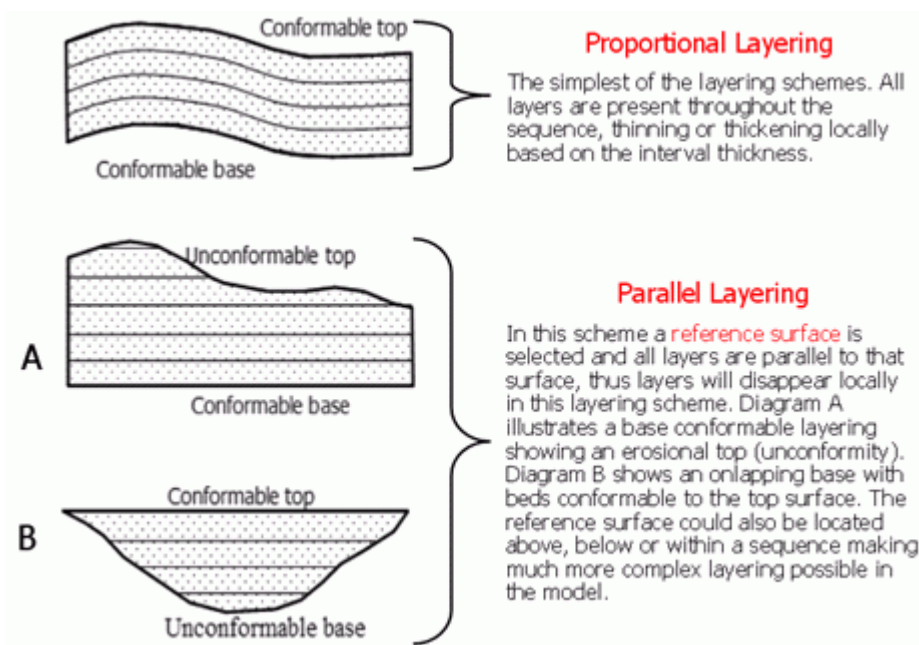 Conformable top
Conformable base
Proportional Layering
The simplest of the layering schemes. All
layers are present throughout the
sequence, thinning or thickening locally
based on the interval thickness.
A
Unconformable top
Conformable base
B
Conformable top
Unconformable base
Parallel Layering
In this scheme a reference surface is
selected and all layers are parallel to that
surface, thus layers will disappear locally
in this layering scheme. Diagram A
illustrates a base conformable layering
showing an erosional top (unconformity).
Diagram B shows an onlapping base with
beds conformable to the top surface. The
reference surface could also be located
above, below or within a sequence making
much more complex layering possible in
the model.